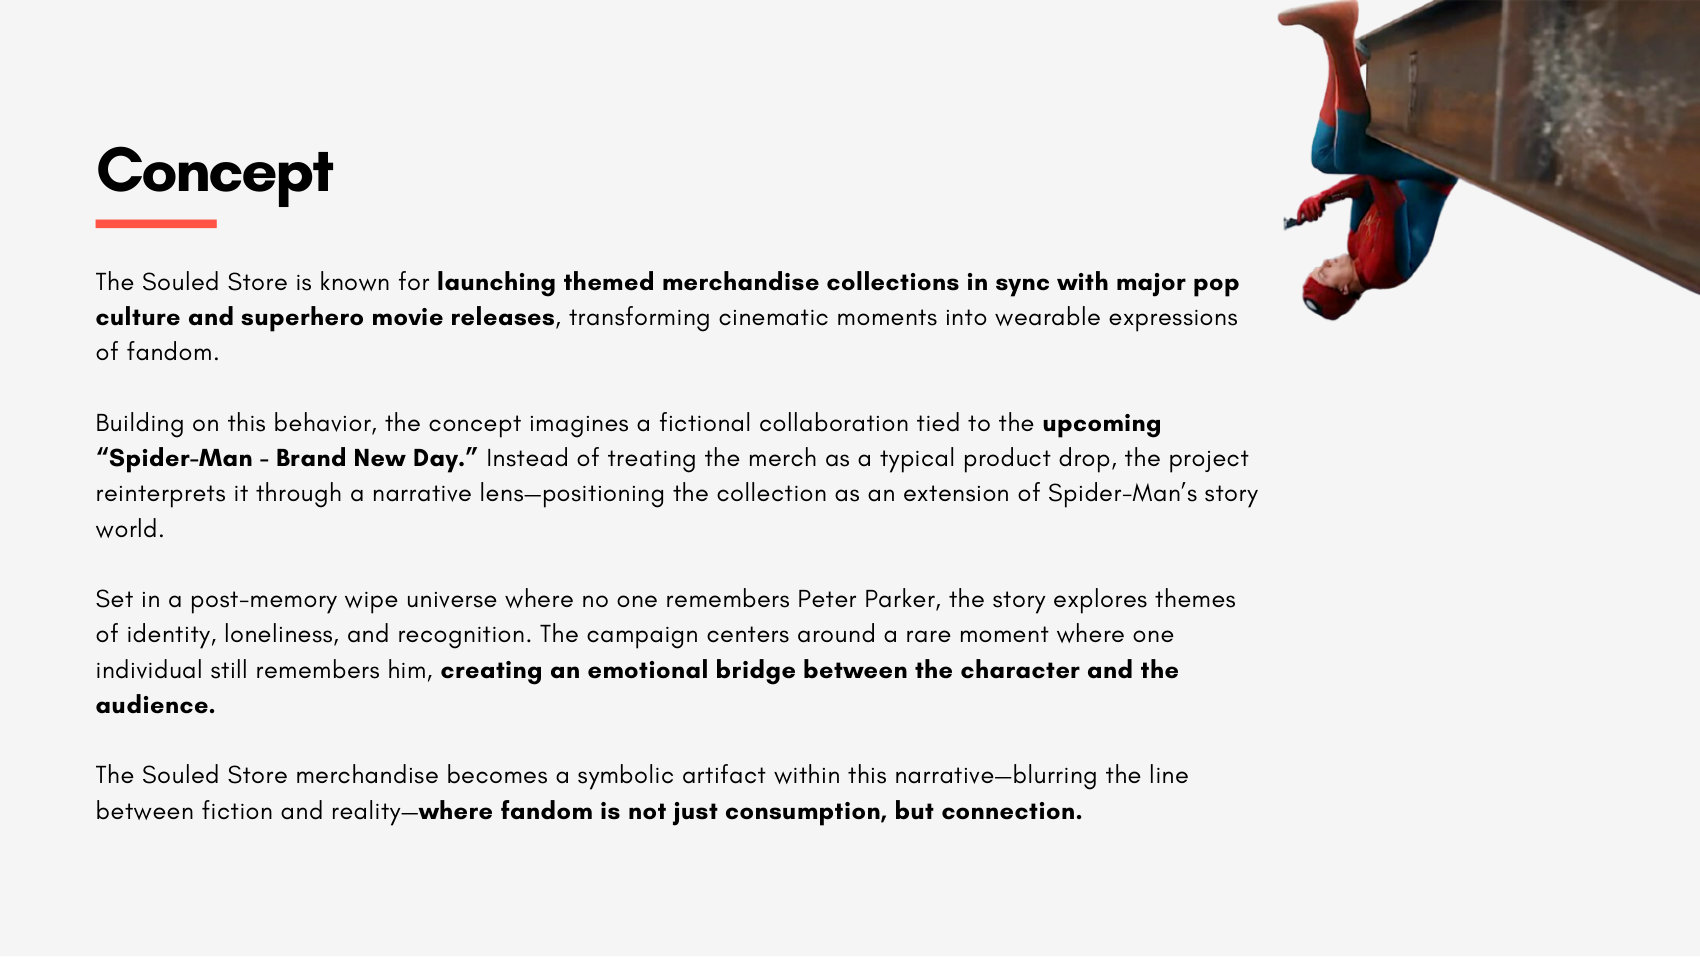 Concept
The Souled Store is known for launching themed merchandise collections in sync with major pop
culture and superhero movie releases, transforming cinematic moments into wearable expressions
of fandom.
Building on this behavior, the concept imagines a fictional collaboration tied to the upcoming
“Spider-Man - Brand New Day.” Instead of treating the merch as a typical product drop, the project
reinterprets it through a narrative lens—positioning the collection as an extension of Spider-Man’s story
world.
Set in a post-memory wipe universe where no one remembers Peter Parker, the story explores themes
of identity, loneliness, and recognition. The campaign centers around a rare moment where one
individual still remembers him, creating an emotional bridge between the character and the
audience.
The Souled Store merchandise becomes a symbolic artifact within this narrative—blurring the line
between fiction and reality—where fandom is not just consumption, but connection.